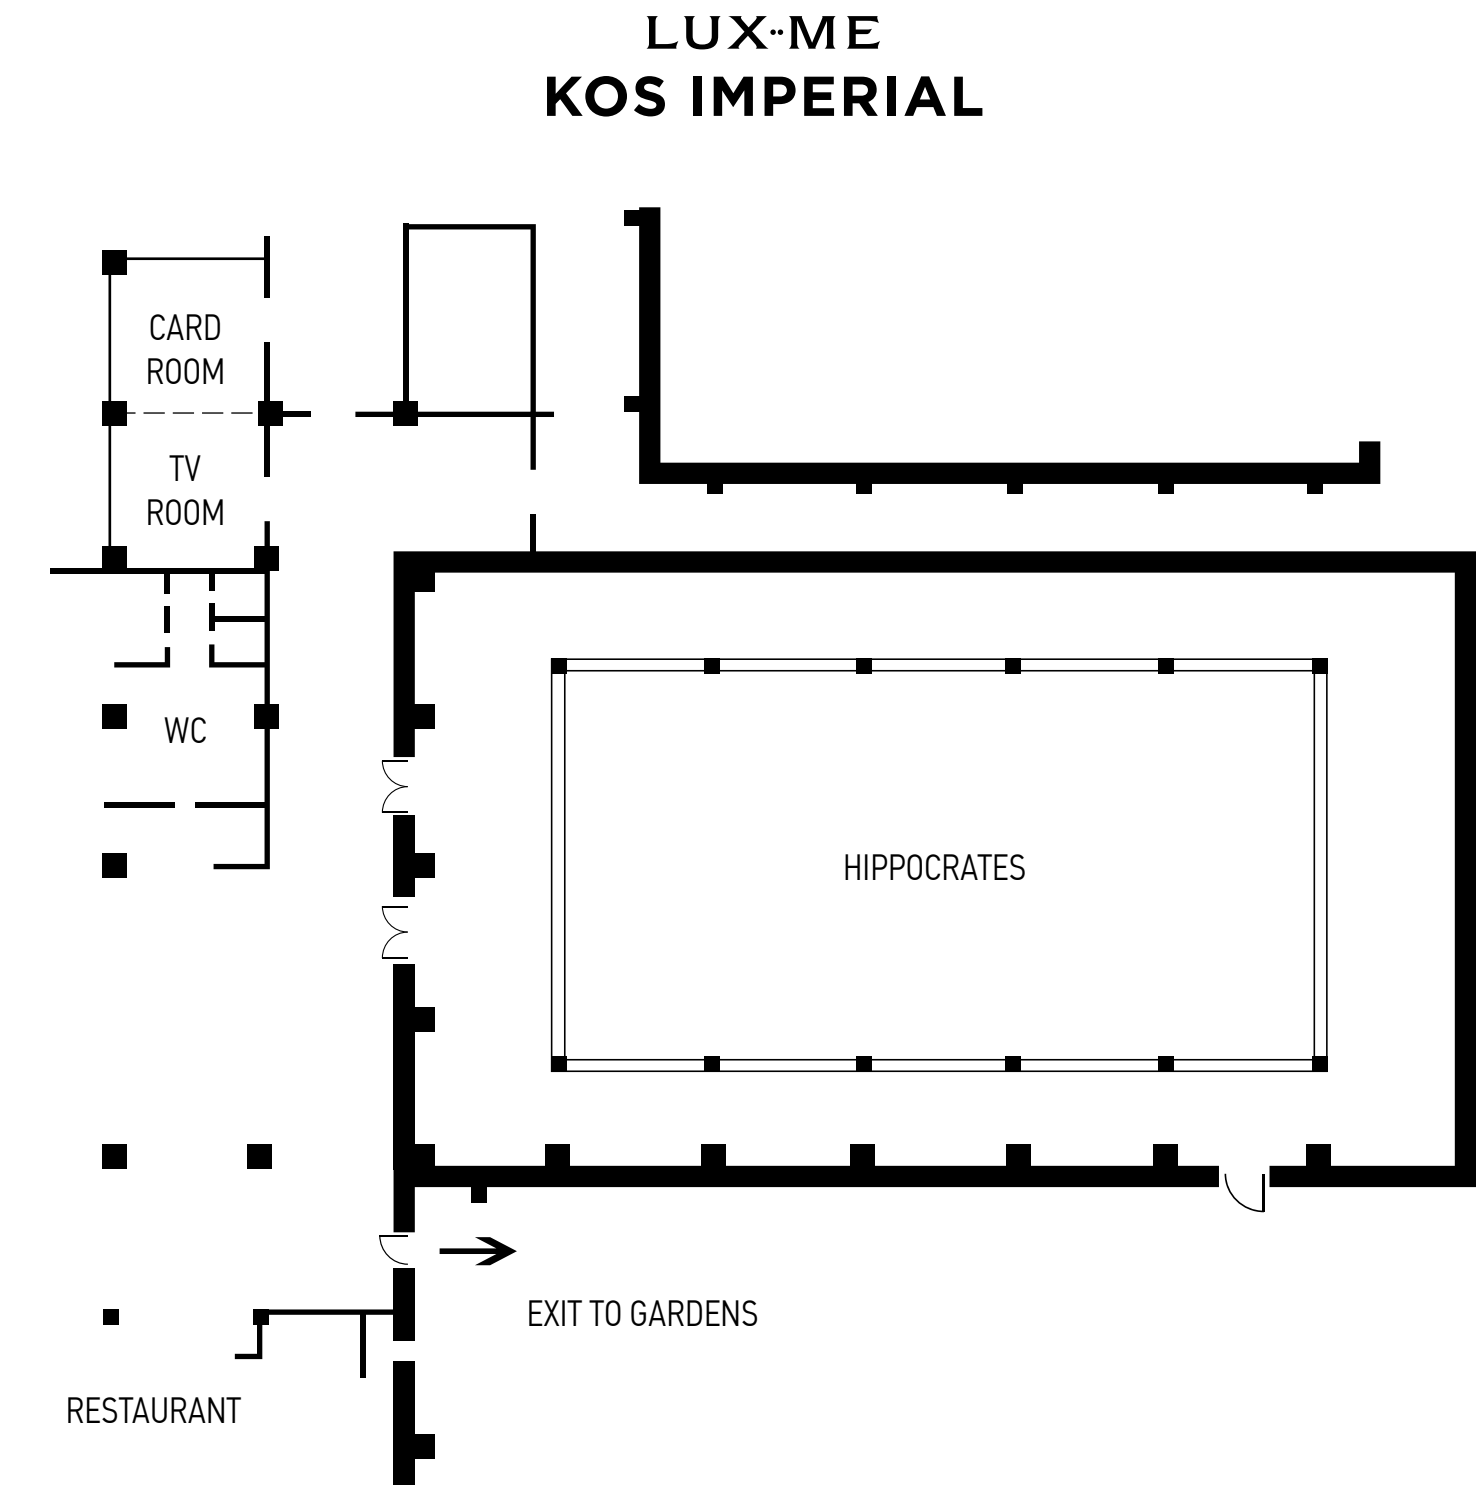 LUX··ME
KOS IMPERIAL
CARD
ROOM
TV
ROOM
WC
HIPPOCRATES
EXIT TO GARDENS
RESTAURANT